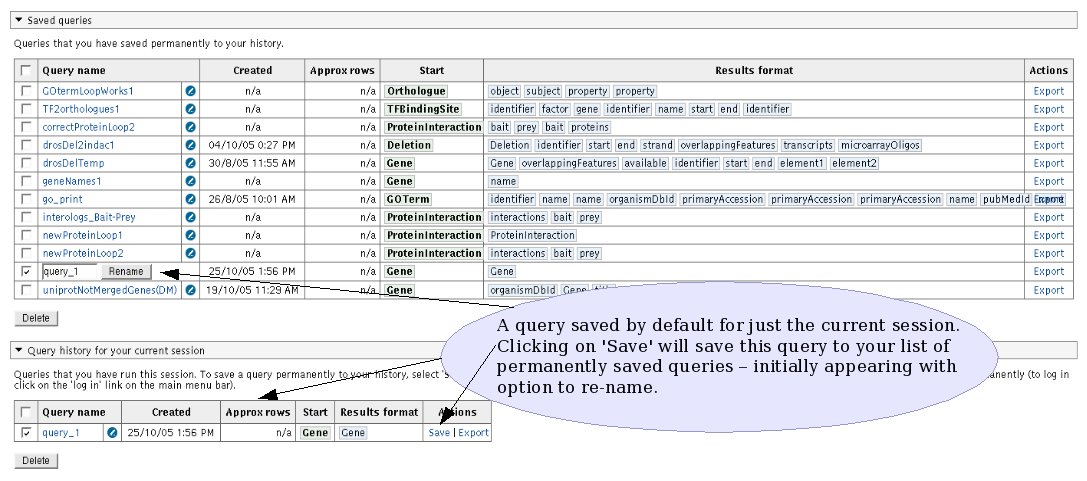 Saved queries
Queries that you have saved permanently to your history.
Query name Created Approx rows Start Results format Actions
GOtermLoopWorks1 n/a n/a Orthologue object subject property property Export
TF2orthologues1 n/a n/a TFBindingSite identifier factor gene identifier name start end identifier Export
correctProteinLoop2 n/a n/a ProteinInteraction bait prey bait proteins Export
drosDel2indac1 04/10/05 0:27 PM n/a Deletion Deletion identifier start end strand overlappingFeatures transcripts microarrayOligos Export
drosDelTemp 30/8/05 11:55 AM n/a Gene Gene overlappingFeatures available identifier start end element1 element2 Export
geneNames1 n/a n/a Gene name Export
go_print 26/8/05 10:01 AM n/a GOTerm identifier name name organismDbId primaryAccession primaryAccession primaryAccession name pubMedId Export
interologs_Bait-Prey n/a n/a ProteinInteraction interactions bait prey Export
newProteinLoop1 n/a n/a ProteinInteraction ProteinInteraction Export
newProteinLoop2 n/a n/a ProteinInteraction interactions bait prey Export
query_1 Rename 25/10/05 1:56 PM n/a Gene Gene Export
uniprotNotMergedGenes(DM) 19/10/05 11:29 AM n/a Gene organismDbId Gene Export
Delete
A query saved by default for just the current session.
Clicking on 'Save' will save this query to your list of
permanently saved queries – initially appearing with
option to re-name.
Query history for your current session
Queries that you have run this session. To save a query permanently to your history, select 'S nently (to log in
click on the 'log in' link on the main menu bar).
Query name Created Approx rows Start Results format Actions
query_1 25/10/05 1:56 PM n/a Gene Gene Save | Export
Delete